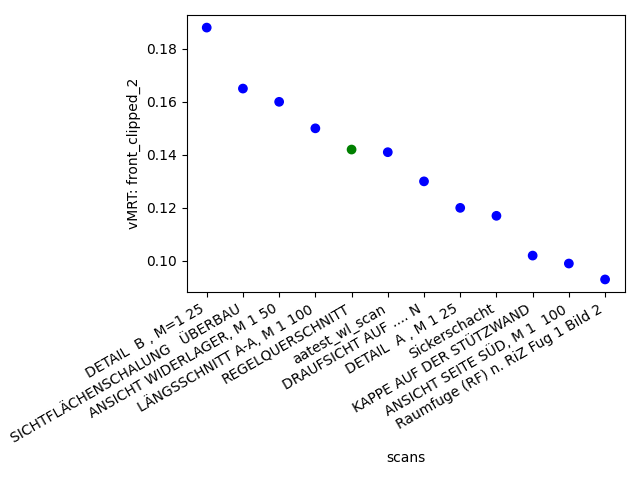 0.18
0.16
0.14
0.12
0.10
vMRT: front_clipped_2
DETAIL  B , M=1 25
SICHTFLÄCHENSCHALUNG  ÜBERBAU
ANSICHT WIDERLAGER, M 1 50
LÄNGSSCHNITT A-A, M 1 100
REGELQUERSCHNITT
aatest_wl_scan
DRAUFSICHT AUF .... N
DETAIL  A , M 1 25
Sickerschacht
KAPPE AUF DER STÜTZWAND
ANSICHT SEITE SÜD, M 1  100
Raumfuge (RF) n. RiZ Fug 1 Bild 2
scans